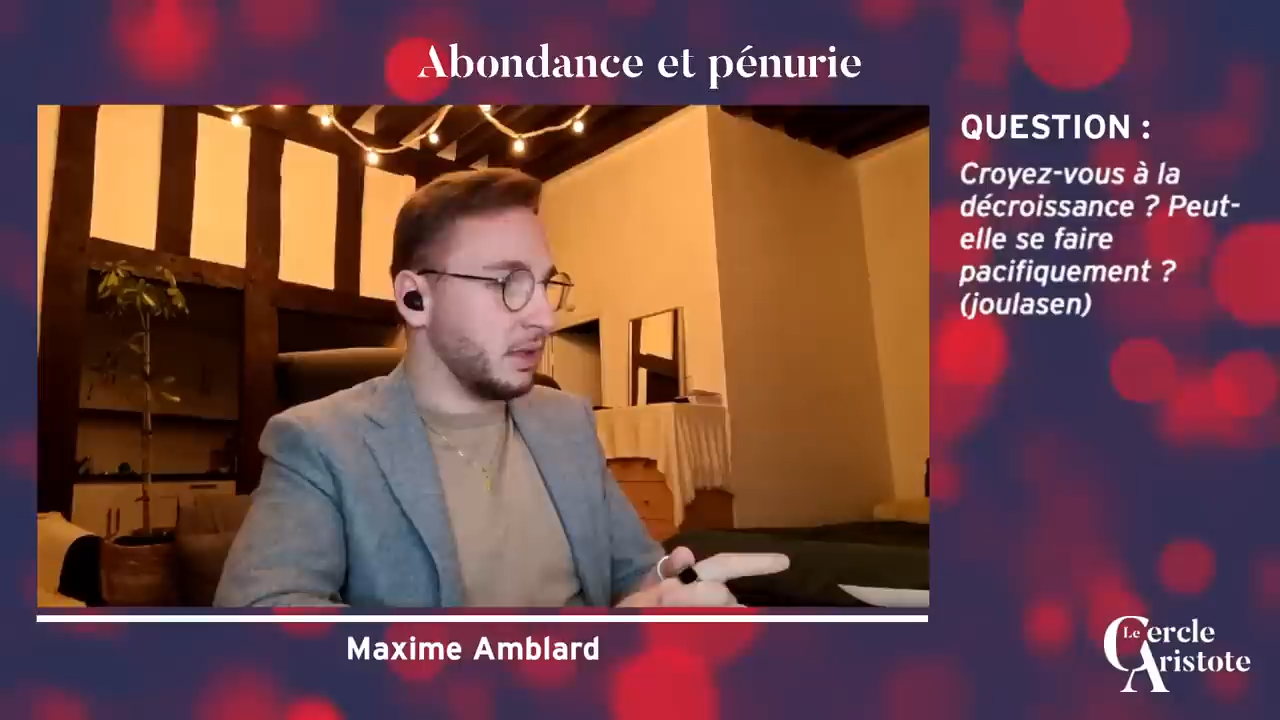 Abondance et pénurie
QUESTION :
Croyez-vous à la
décroissance ? Peut-
elle se faire
pacifiquement ?
(joulasen)
Maxime Amblard
Le Cercle
Aristote